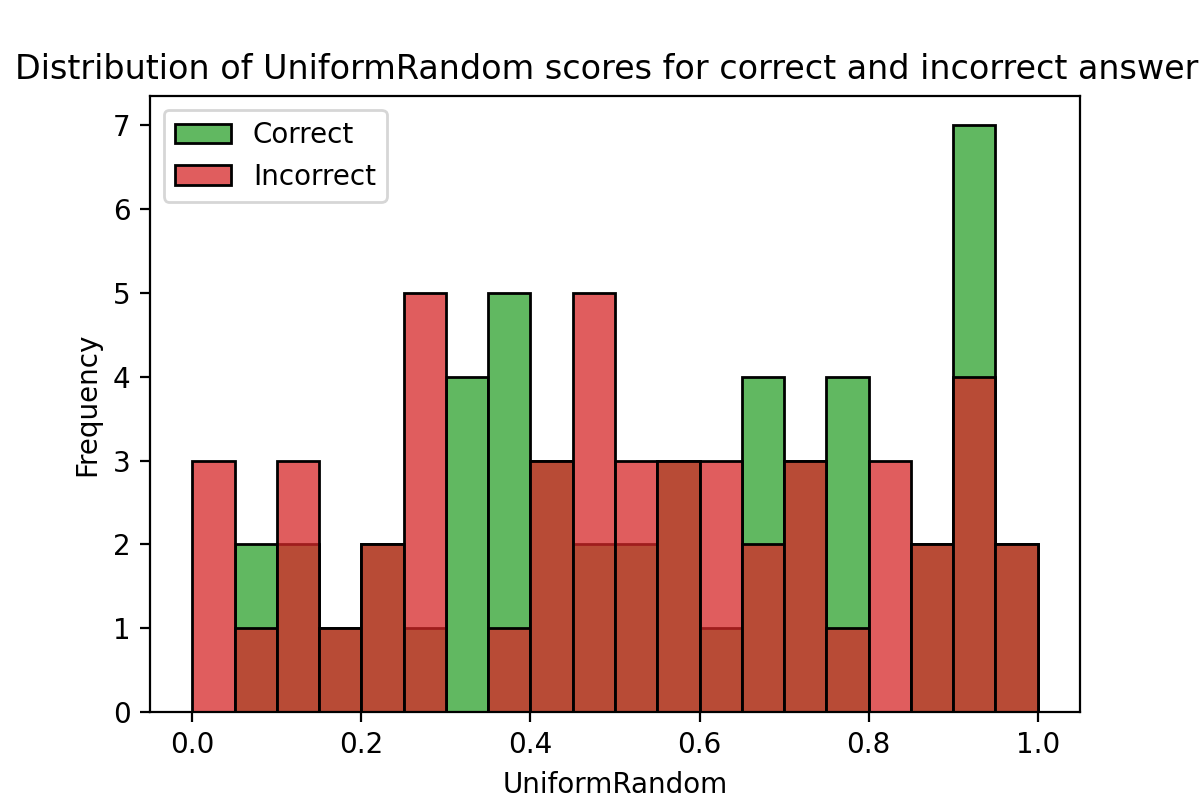 Distribution of UniformRandom scores for correct and incorrect answer
Correct
Incorrect
Frequency
7
6
5
4
3
2
1
0
0.0 0.2 0.4 0.6 0.8 1.0
UniformRandom